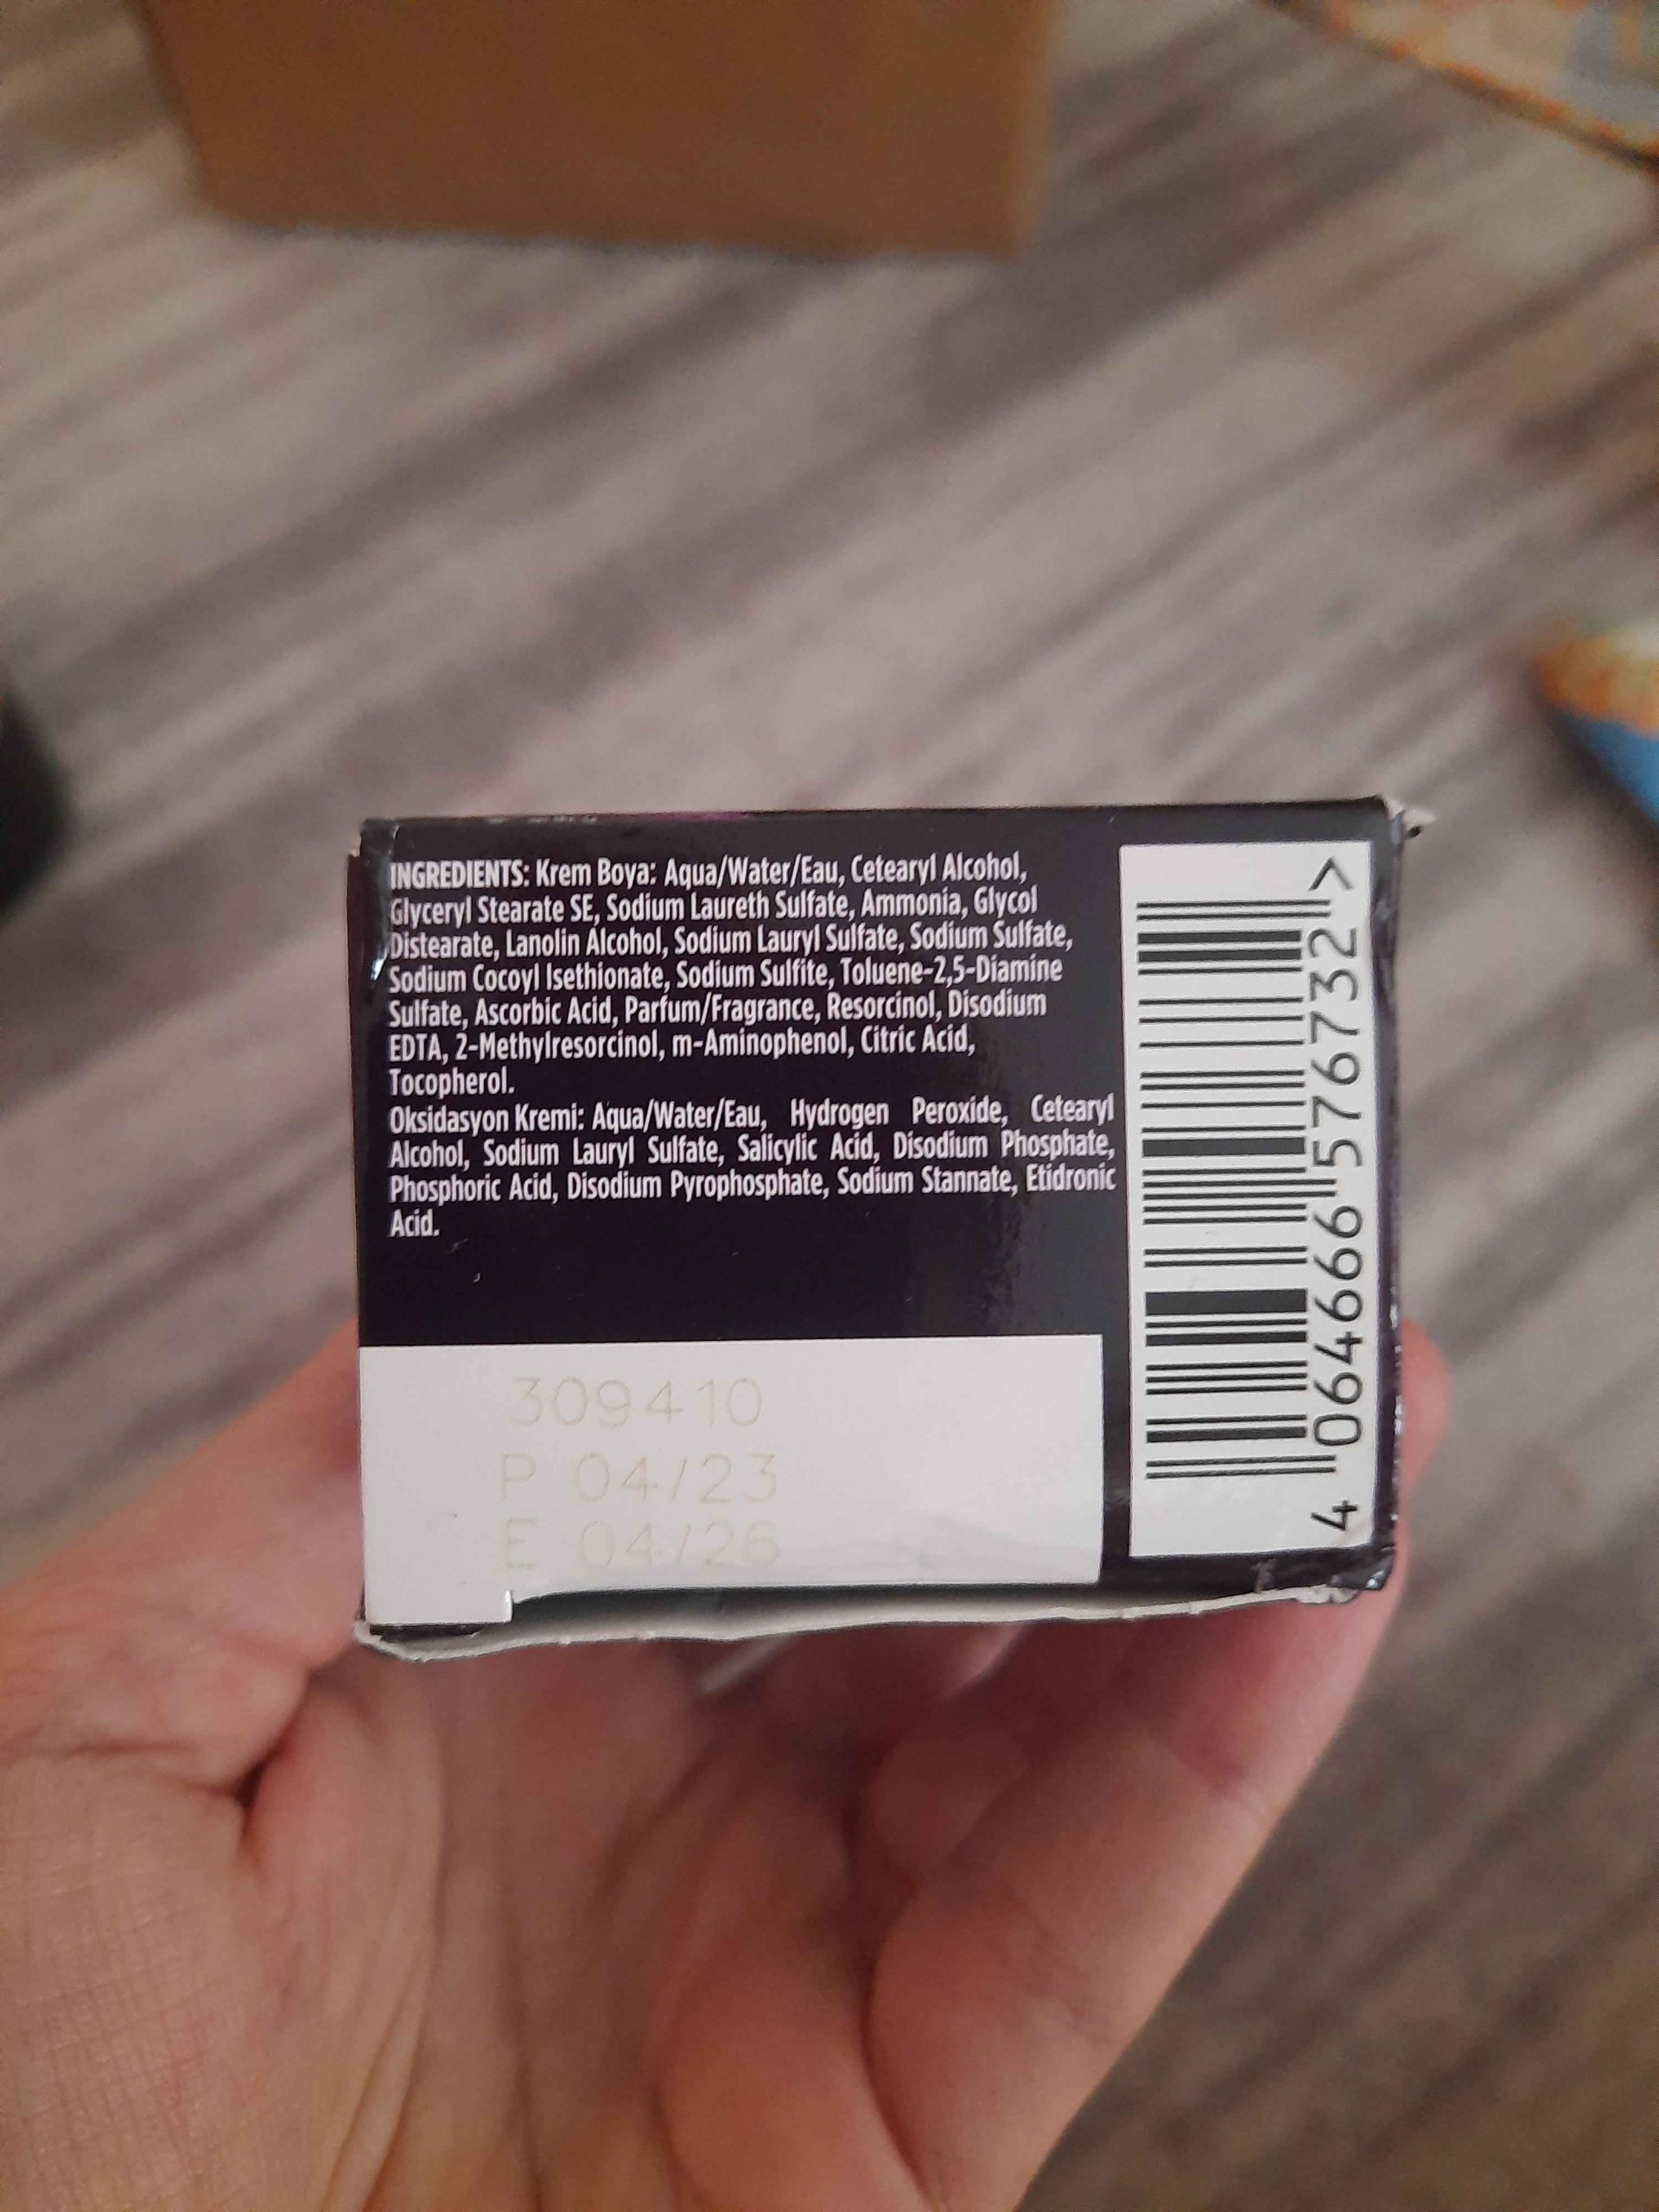 INGREDIENTS: Krem Boya: Aqua/Water/Eau, Cetearyl Alcohol,
Glyceryl Stearate SE, Sodium Laureth Sulfate, Ammonia, Glycol
Distearate, Lanolin Alcohol, Sodium Lauryl Sulfate, Sodium Sulfate,
Sodium Cocoyl Isethionate, Sodium Sulfite, Toluene-2,5-Diamine
Sulfate, Ascorbic Acid, Parfum/Fragrance, Resorcinol, Disodium
EDTA, 2-Methylresorcinol, m-Aminophenol, Citric Acid,
Tocopherol.
Oksidasyon Kremi: Aqua/Water/Eau, Hydrogen Peroxide, Cetearyl
Alcohol, Sodium Lauryl Sulfate, Salicylic Acid, Disodium Phosphate,
Phosphoric Acid, Disodium Pyrophosphate, Sodium Stannate, Etidronic
Acid.
309410
P 04/23
E 04/26
4 064666 576732 >